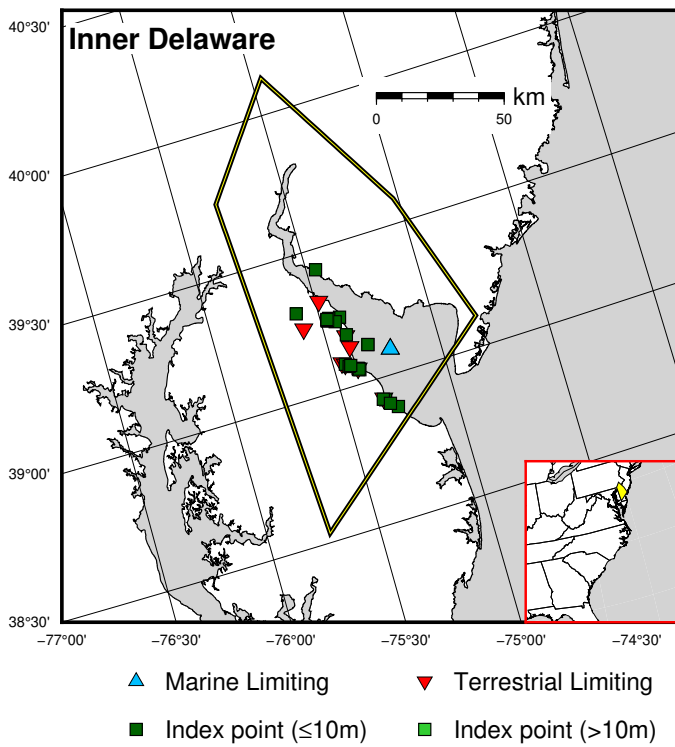 40°30'
Inner Delaware
km
0 50
40°00'
39°30'
39°00'
38°30'
−77°00' −76°30' −76°00' −75°30' −75°00' −74°30'
Marine Limiting Terrestrial Limiting
Index point (≤10m) Index point (>10m)